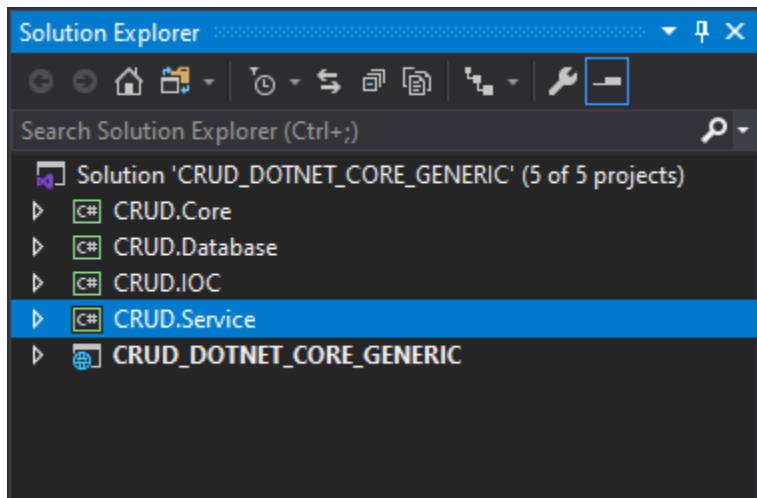 Solution Explorer
Search Solution Explorer (Ctrl+;)
Solution 'CRUD_DOTNET_CORE_GENERIC' (5 of 5 projects)
C# CRUD.Core
C# CRUD.Database
C# CRUD.IOC
C# CRUD.Service
CRUD_DOTNET_CORE_GENERIC